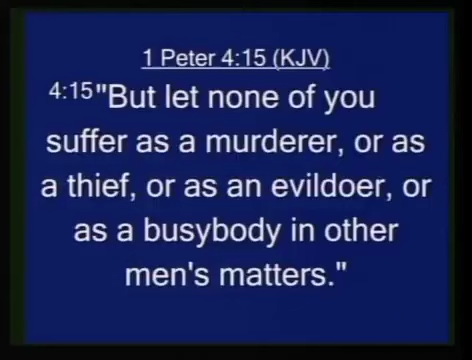 1 Peter 4:15 (KJV)
4:15"But let none of you
suffer as a murderer, or as
a thief, or as an evildoer, or
as a busybody in other
men's matters."